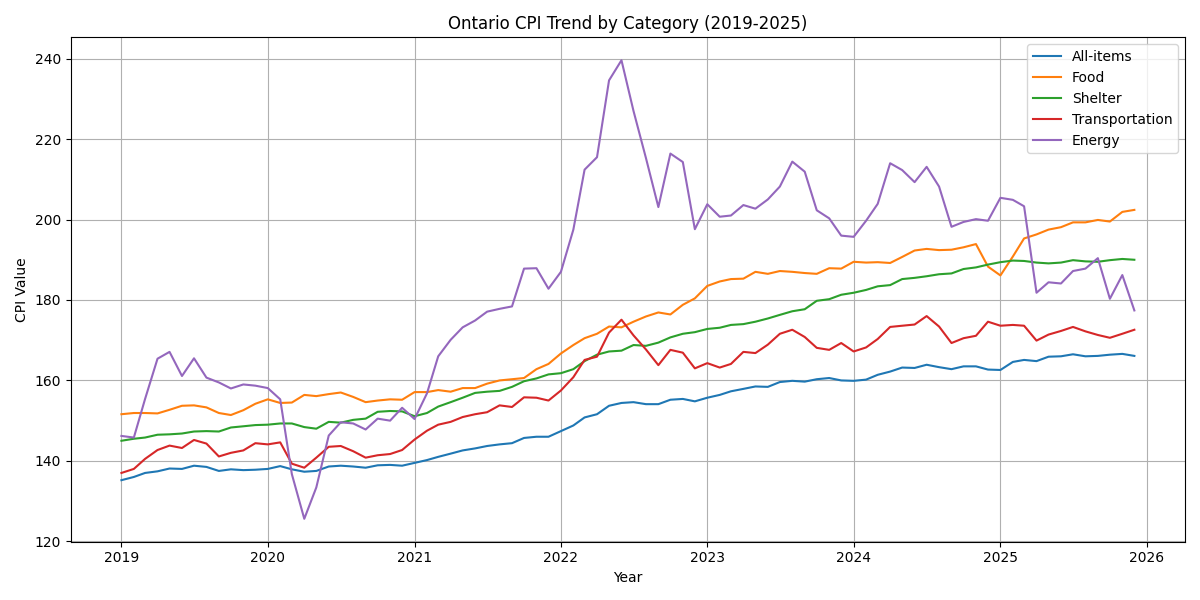 Ontario CPI Trend by Category (2019-2025)
All-items
Food
Shelter
Transportation
Energy
CPI Value
240
220
200
180
160
140
120
2019 2020 2021 2022 2023 2024 2025 2026
Year